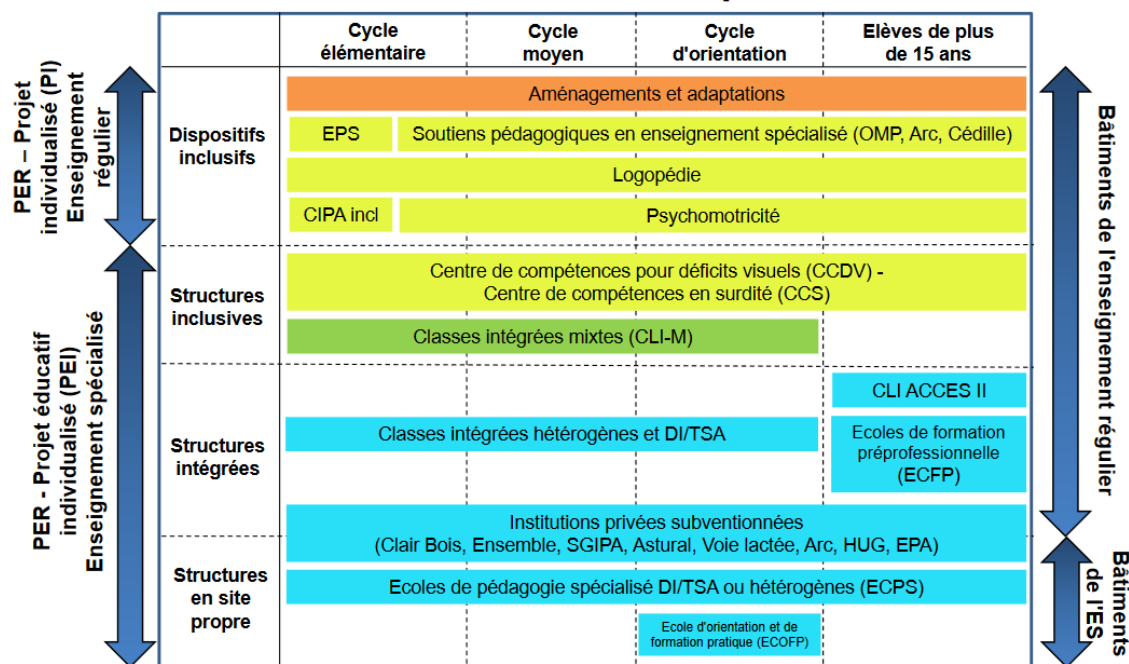 Cycle
élémentaire
Cycle
moyen
Cycle
d'orientation
Elèves de plus
de 15 ans
PER – Projet
individualisé (PI)
Enseignement
régulier
Dispositifs
inclusifs
Aménagements et adaptations
EPS
Soutiens pédagogiques en enseignement spécialisé (OMP, Arc, Cédille)
Logopédie
CIPA incl
Psychomotricité
PER - Projet éducatif
individualisé (PEI)
Enseignement spécialisé
Structures
inclusives
Centre de compétences pour déficits visuels (CCDV) -
Centre de compétences en surdité (CCS)
Classes intégrées mixtes (CLI-M)
Structures
intégrées
CLI ACCES II
Classes intégrées hétérogènes et DI/TSA
Ecoles de formation
préprofessionnelle
(ECFP)
Institutions privées subventionnées
(Clair Bois, Ensemble, SGIPA, Astural, Voie lactée, Arc, HUG, EPA)
Structures
en site
propre
Ecoles de pédagogie spécialisé DI/TSA ou hétérogènes (ECPS)
Ecole d'orientation et de
formation pratique (ECOFP)
Bâtiments de l'enseignement régulier
Bâtiments
de l'ES